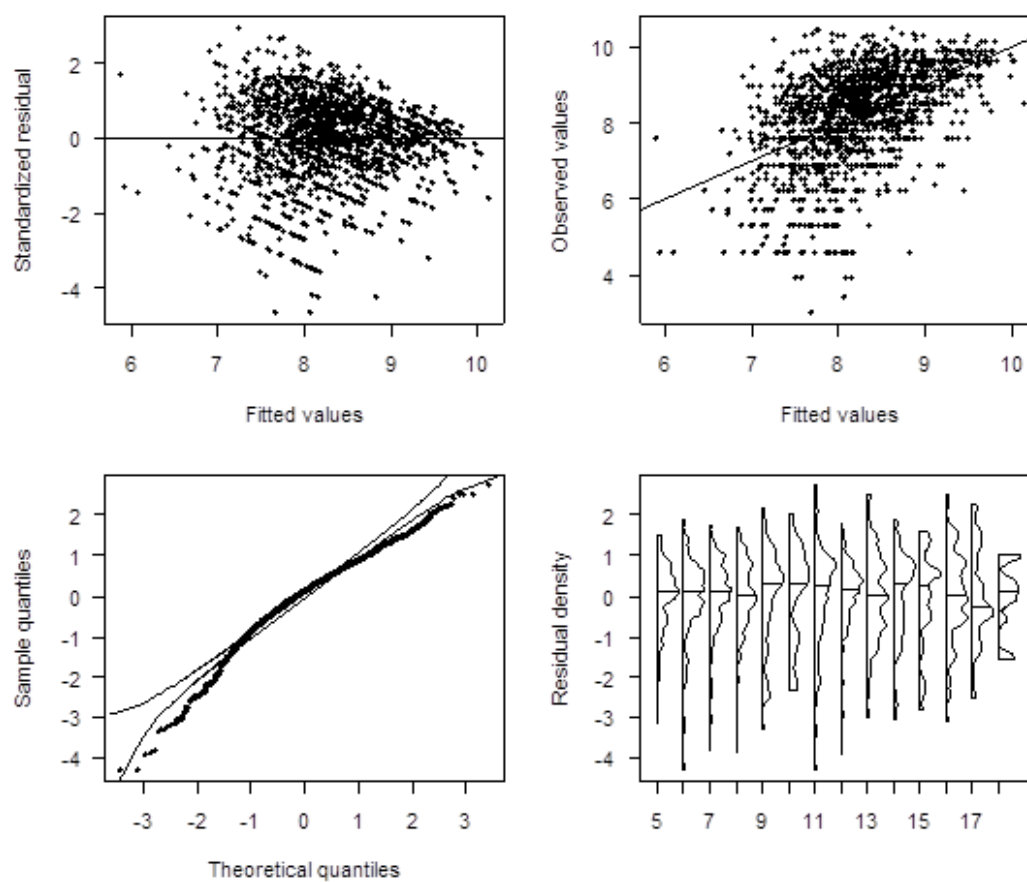 Standardized residual
2
0
-2
-4
6 7 8 9 10
Fitted values
Observed values
10
8
6
4
6 7 8 9 10
Fitted values
Sample quantiles
2
1
0
-1
-2
-3
-4
-3 -2 -1 0 1 2 3
Theoretical quantiles
Residual density
2
1
0
-1
-2
-3
-4
5 7 9 11 13 15 17